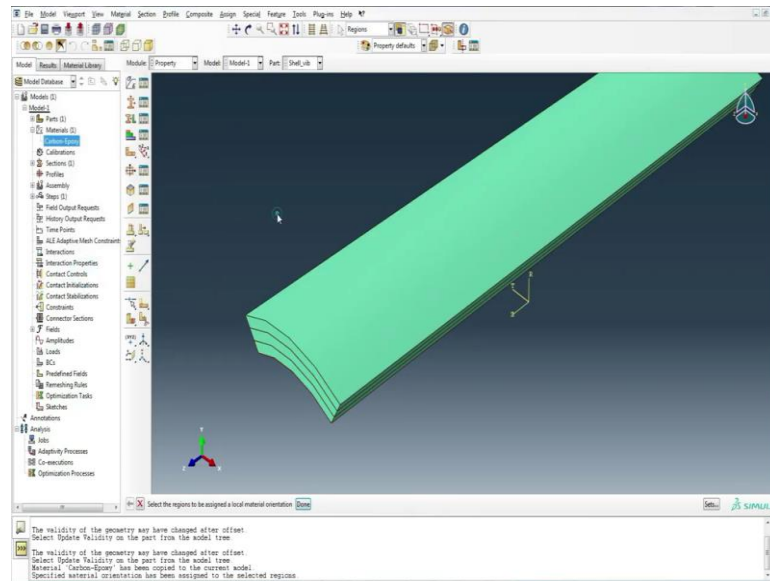 File Model Viewport View Material Section Profile Composite Assign Special Feature Tools Plug-ins Help
Regions
Property defaults
Model Results Material Library
Module: Property Model: Model-1 Part: Shell_vib
Model Database
Models (1)
Model-1
Parts (1)
Materials (1)
Carbon-Epoxy
Calibrations
Sections (1)
Profiles
Assembly
Steps (1)
Field Output Requests
History Output Requests
Time Points
ALE Adaptive Mesh Constraints
Interactions
Interaction Properties
Contact Controls
Contact Initializations
Contact Stabilizations
Constraints
Connector Sections
Fields
Amplitudes
Loads
BCs
Predefined Fields
Remeshing Rules
Optimization Tasks
Sketches
Annotations
Analysis
Jobs
Adaptivity Processes
Co-executions
Optimization Processes
Y
Z X
Select the regions to be assigned a local material orientation Done
Sets... SIMUL
The validity of the geometry may have changed after offset.
Select Update Validity on the part from the model tree.
The validity of the geometry may have changed after offset.
Select Update Validity on the part from the model tree.
Material 'Carbon-Epoxy' has been copied to the current model.
Specified material orientation has been assigned to the selected regions.